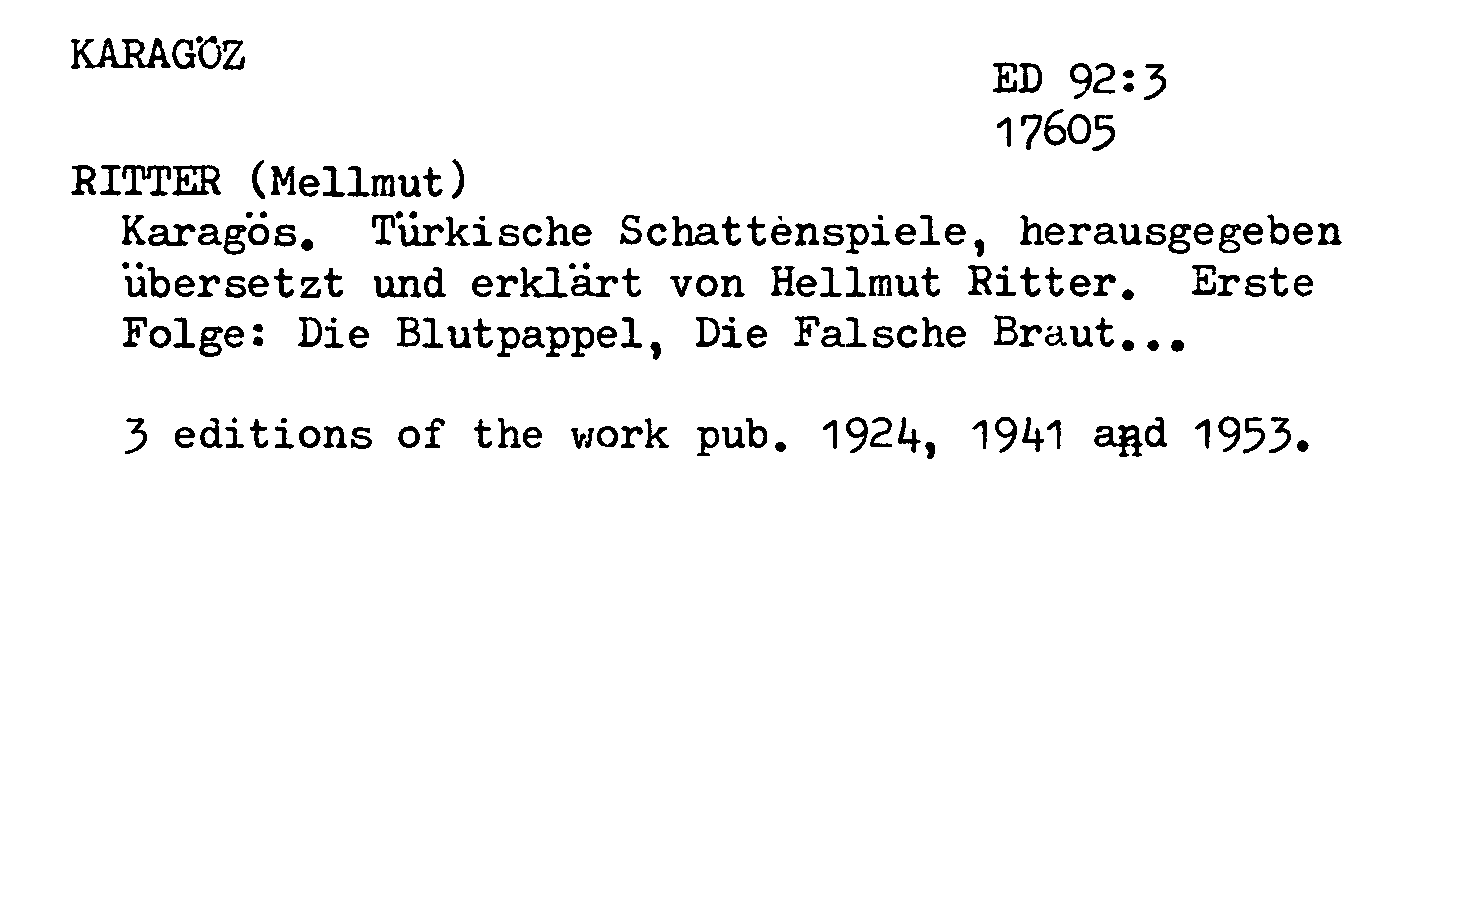 KARAGÖZ
ED 92:3
17605
RITTER (Mellmut)
Karagös. Türkische Schattenspiele, herausgegeben
übersetzt und erklärt von Hellmut Ritter. Erste
Folge: Die Blutpappel, Die Falsche Braut...
3 editions of the work pub. 1924, 1941 and 1953.